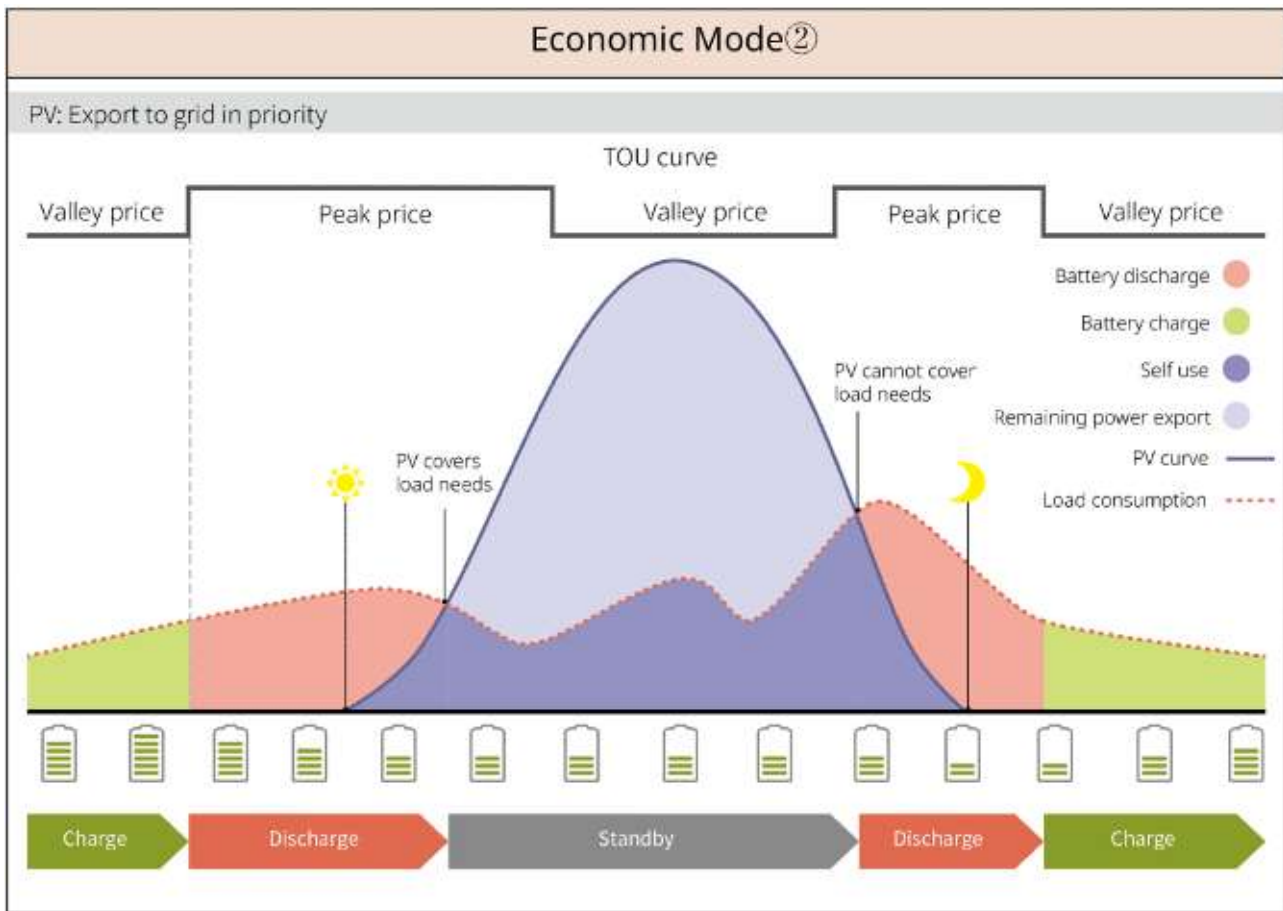 Economic Mode②
PV: Export to grid in priority
TOU curve
Valley price
Peak price
Valley price
Peak price
Valley price
Battery discharge
Battery charge
Self use
Remaining power export
PV curve
Load consumption
PV covers
load needs
PV cannot cover
load needs
Charge
Discharge
Standby
Discharge
Charge